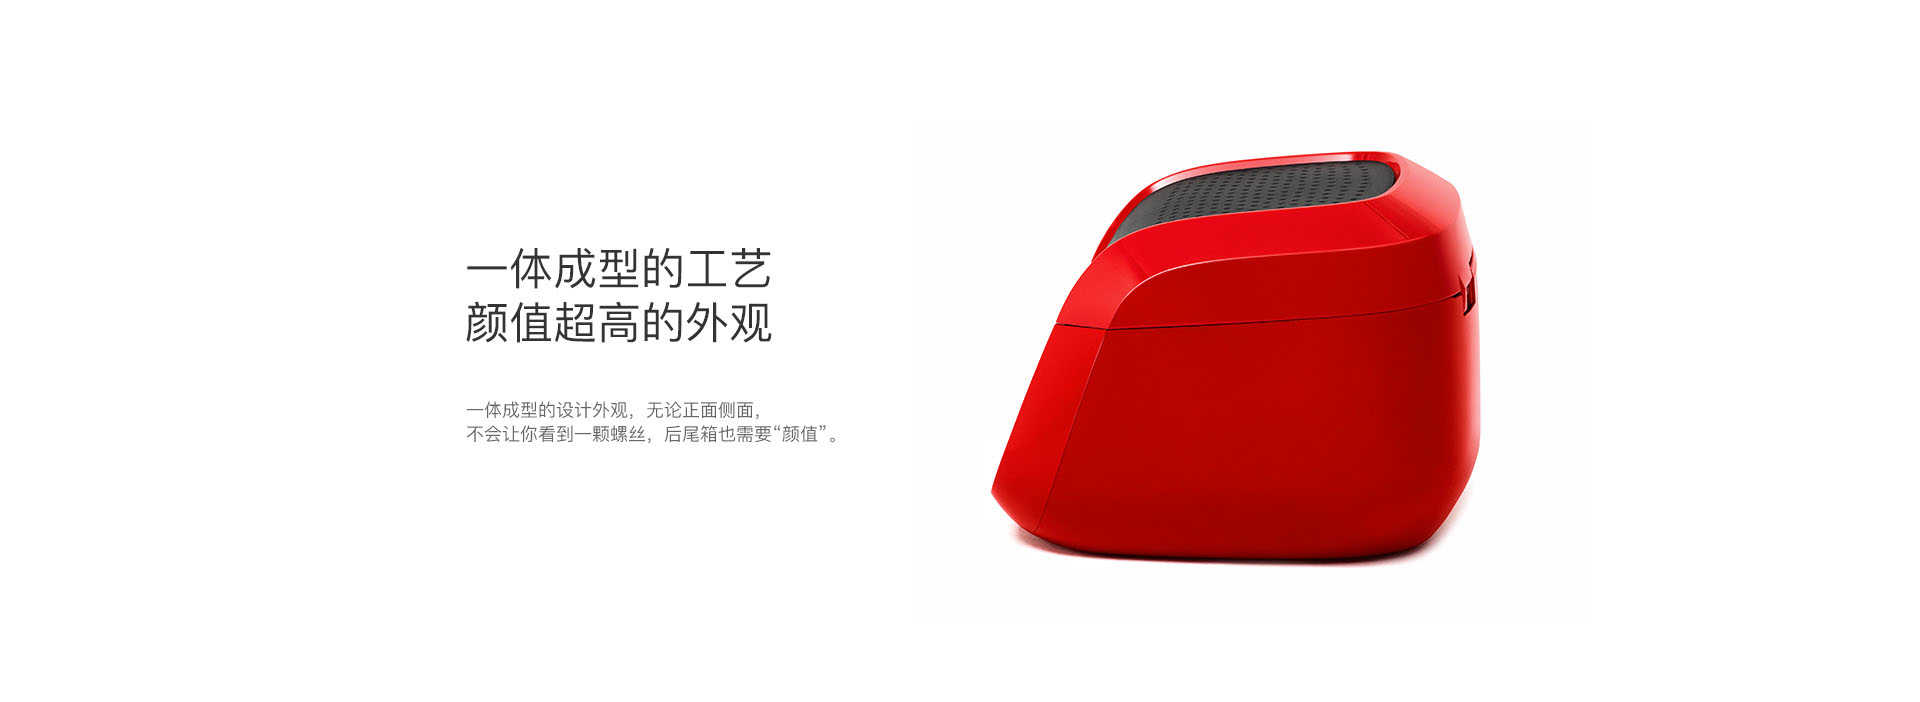 一体成型的工艺
颜值超高的外观
一体成型的设计外观，无论正面侧面，
不会让你看到一颗螺丝，后尾箱也需要“颜值”。